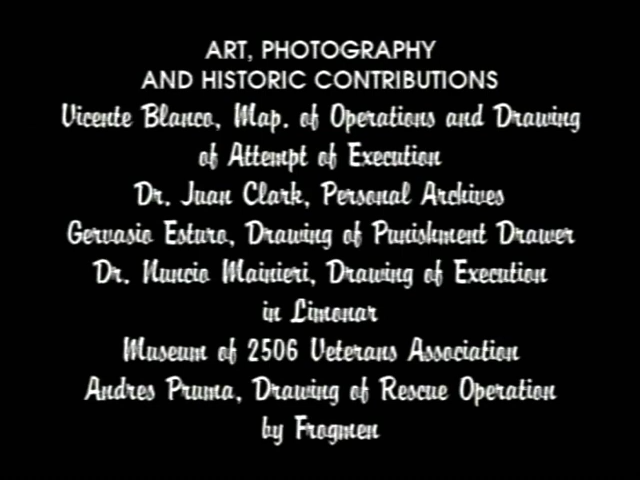 ART, PHOTOGRAPHY
AND HISTORIC CONTRIBUTIONS
Vicente Blanco, Map. of Operations and Drawing
of Attempt of Execution
Dr. Juan Clark, Personal Archives
Gervasio Esturo, Drawing of Punishment Drawer
Dr. Nuncio Mainieri, Drawing of Execution
in Limonar
Museum of 2506 Veterans Association
Andres Pruma, Drawing of Rescue Operation
by Frogmen